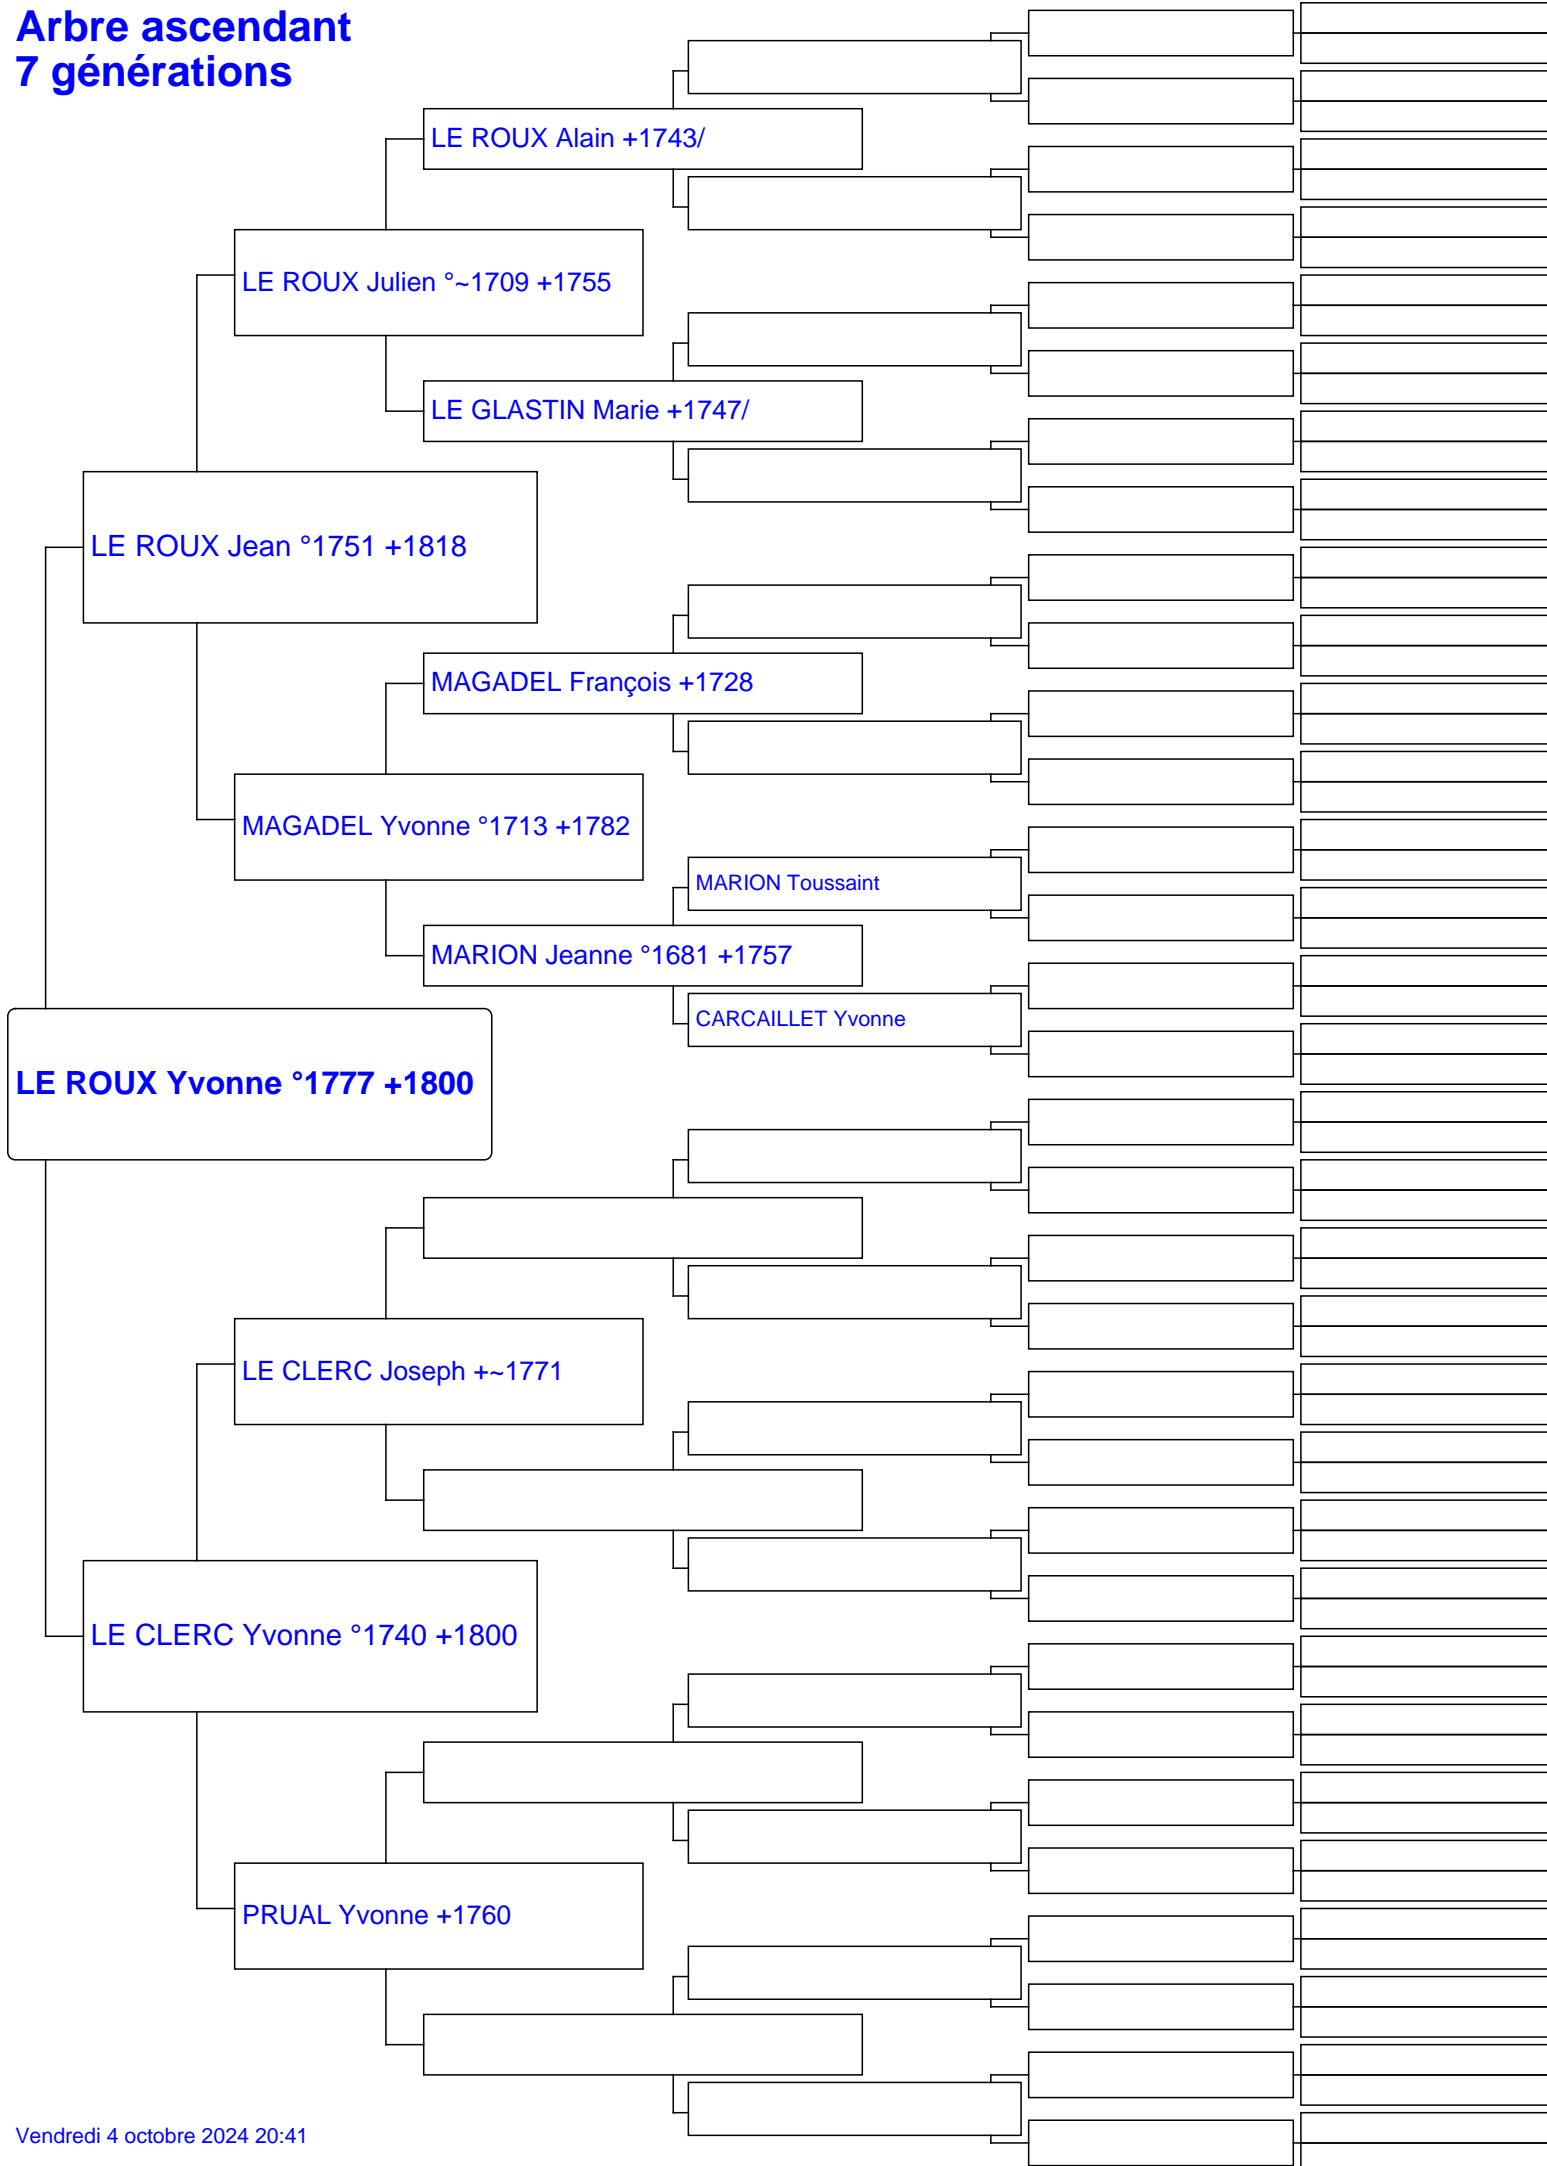 Arbre ascendant
7 générations
LE ROUX Alain +1743/
LE ROUX Julien °~1709 +1755
LE GLASTIN Marie +1747/
LE ROUX Jean °1751 +1818
MAGADEL François +1728
MAGADEL Yvonne °1713 +1782
MARION Toussaint
MARION Jeanne °1681 +1757
CARCAILLET Yvonne
LE ROUX Yvonne °1777 +1800
LE CLERC Joseph +~1771
LE CLERC Yvonne °1740 +1800
PRUAL Yvonne +1760
Vendredi 4 octobre 2024 20:41